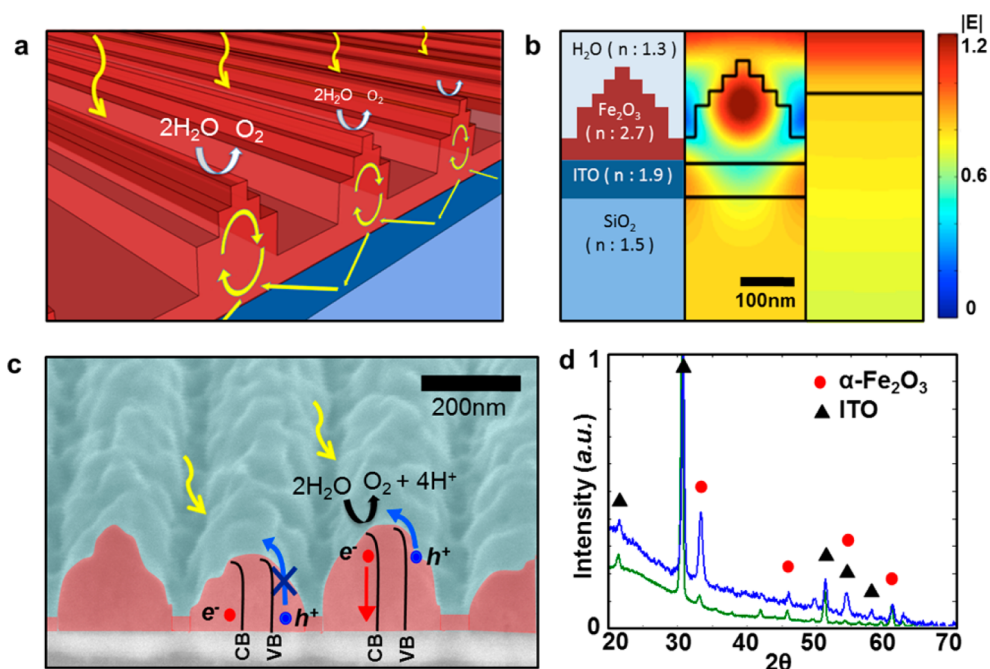 a
2H₂O O₂
2H₂O O₂
2H₂O O₂
b
H₂O ( n : 1.3)
Fe₂O₃
(n : 2.7)
ITO ( n : 1.9)
SiO₂
( n : 1.5)
100nm
|E|
1.2
0.6
0
c
200nm
2H₂O O₂ + 4H⁺
e⁻ h⁺
e⁻ h⁺
CB VB CB VB
d
α-Fe₂O₃
ITO
Intensity (a.u.)
1
0
20 30 40 50 60 70
2θ